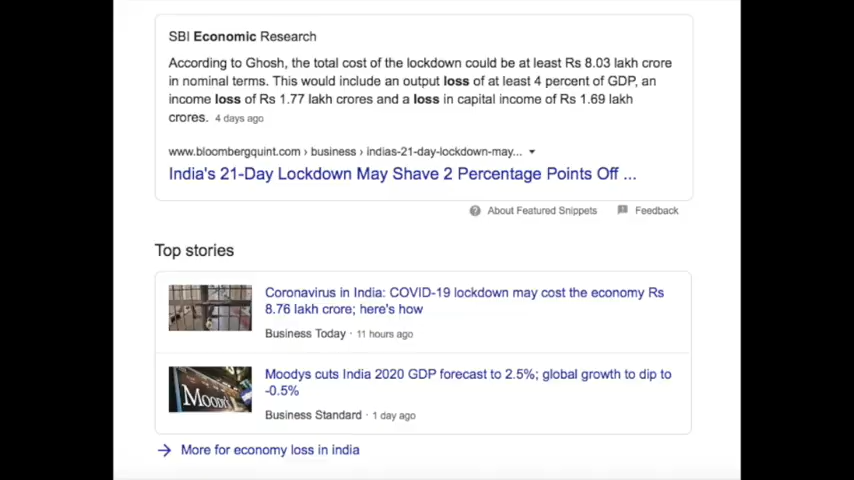 SBI Economic Research
According to Ghosh, the total cost of the lockdown could be at least Rs 8.03 lakh crore
in nominal terms. This would include an output loss of at least 4 percent of GDP, an
income loss of Rs 1.77 lakh crores and a loss in capital income of Rs 1.69 lakh
crores. 4 days ago
www.bloombergquint.com › business › indias-21-day-lockdown-may...
India's 21-Day Lockdown May Shave 2 Percentage Points Off ...
About Featured Snippets Feedback
Top stories
Coronavirus in India: COVID-19 lockdown may cost the economy Rs
8.76 lakh crore; here's how
Business Today · 11 hours ago
MOODY'S
Moodys cuts India 2020 GDP forecast to 2.5%; global growth to dip to
-0.5%
Business Standard · 1 day ago
More for economy loss in india